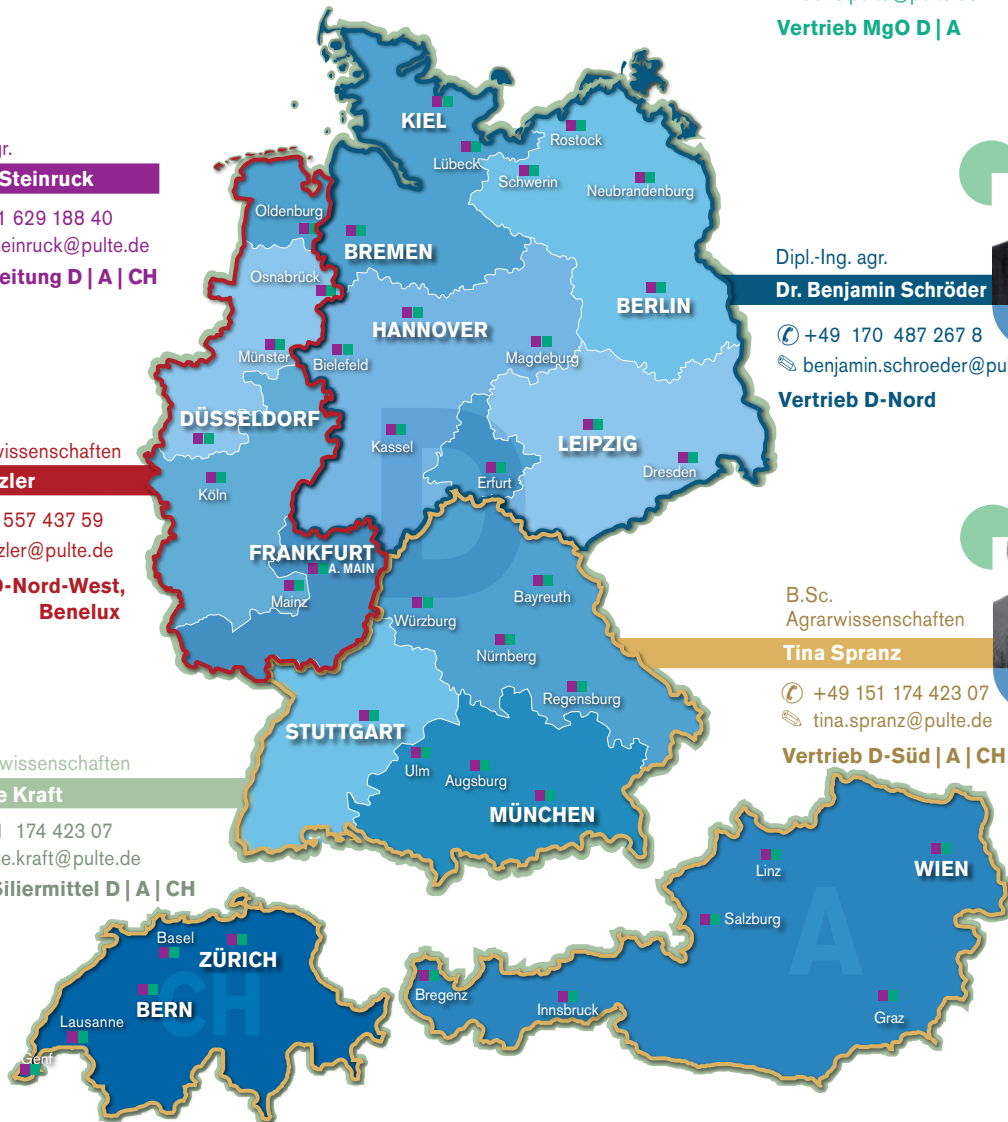 Vertrieb MgO D | A
Steinruck
629 188 40
einruck@pulte.de
eitung D | A | CH
Dipl.-Ing. agr.
Dr. Benjamin Schröder
+49 170 487 267 8
benjamin.schroeder@pu
Vertrieb D-Nord
wissenschaften
zler
557 437 59
zler@pulte.de
D-Nord-West,
Benelux
B.Sc.
Agrarwissenschaften
Tina Spranz
+49 151 174 423 07
tina.spranz@pulte.de
Vertrieb D-Süd | A | CH
wissenschaften
e Kraft
174 423 07
te.kraft@pulte.de
Siliermittel D | A | CH
KIEL
Lübeck
Rostock
Schwerin
Neubrandenburg
Oldenburg
BREMEN
Osnabrück
HANNOVER
BERLIN
Münster
Bielefeld
Magdeburg
DÜSSELDORF
D
Kassel
LEIPZIG
Köln
Erfurt
Dresden
FRANKFURT
A. MAIN
Mainz
Würzburg
Bayreuth
Nürnberg
Regensburg
STUTTGART
Ulm
Augsburg
MÜNCHEN
Linz
WIEN
Salzburg
A
Bregenz
Innsbruck
Graz
Basel
ZÜRICH
BERN
CH
Lausanne
Genf